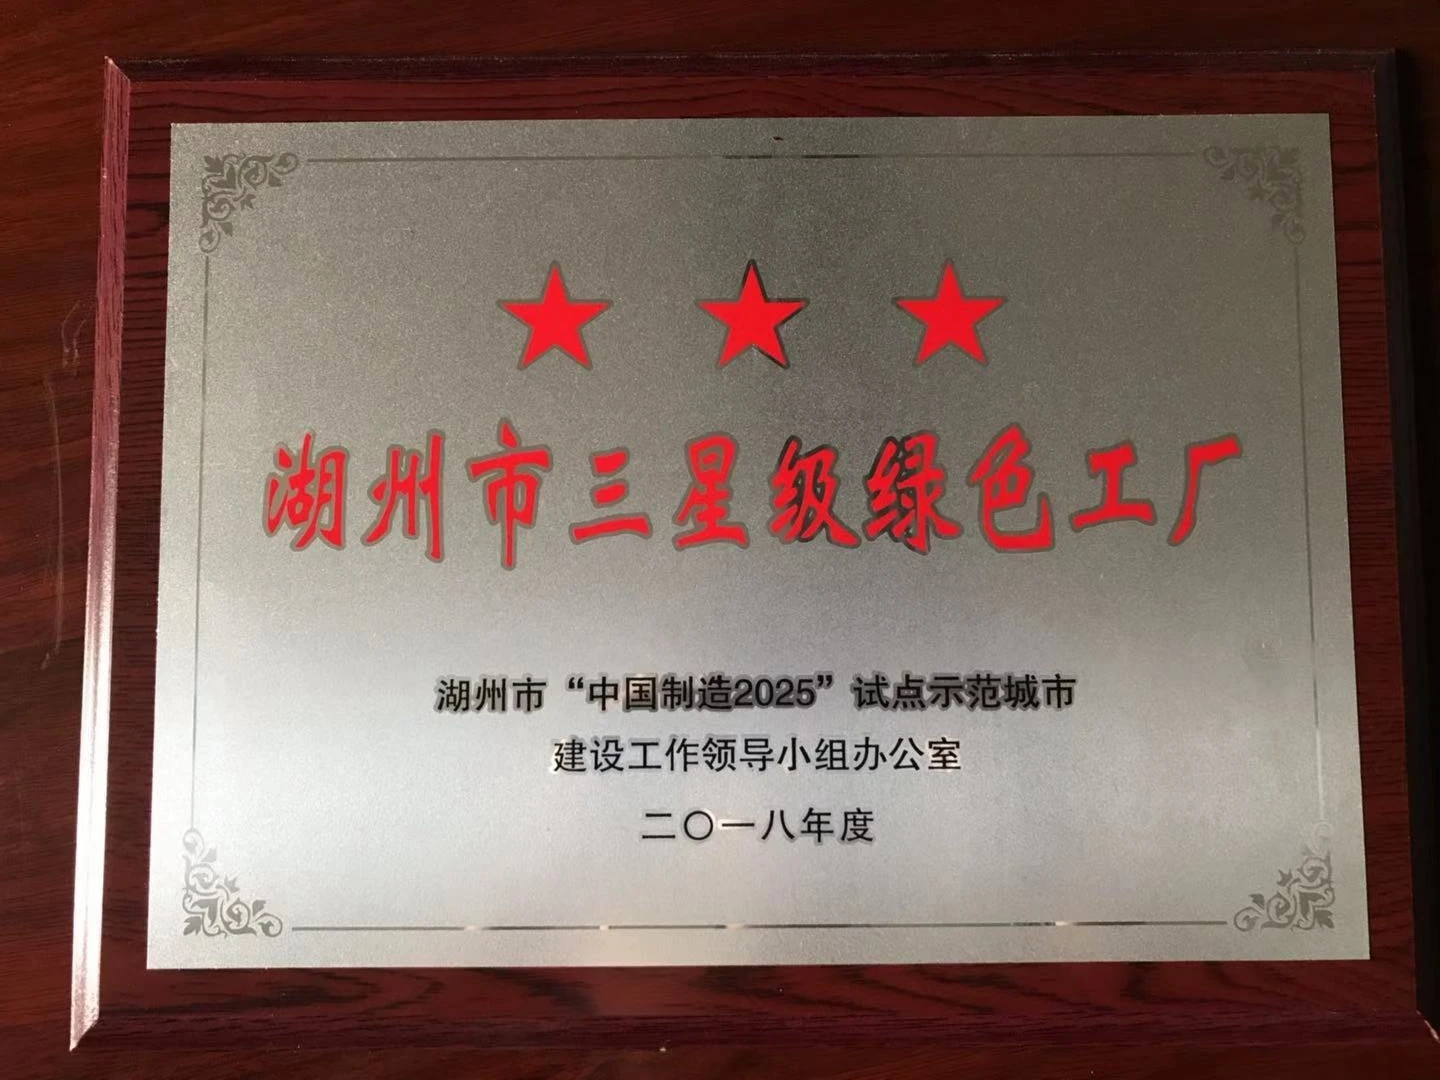 湖州市三星级绿色工厂
湖州市“中国制造2025”试点示范城市
建设工作领导小组办公室
二〇一八年度